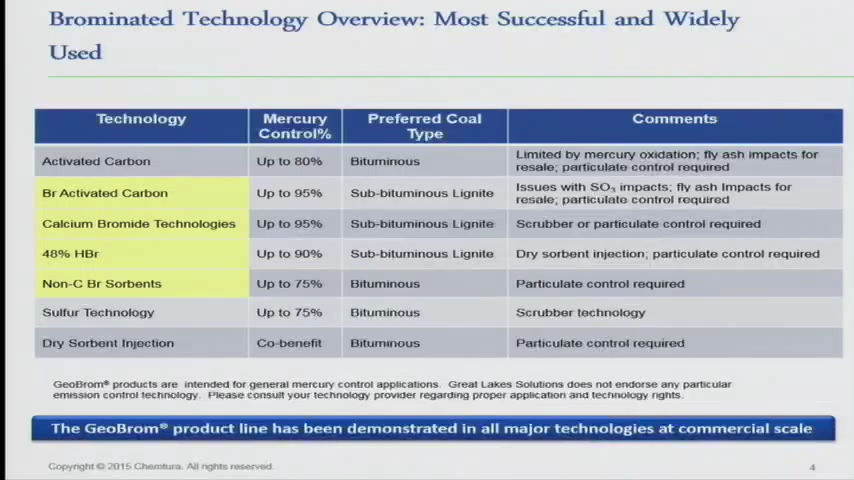 Brominated Technology Overview: Most Successful and Widely
Used
Technology
Mercury
Control%
Preferred Coal
Type
Comments
Activated Carbon
Up to 80%
Bituminous
Limited by mercury oxidation; fly ash impacts for
resale; particulate control required
Br Activated Carbon
Up to 95%
Sub-bituminous Lignite
Issues with SO₃ impacts; fly ash Impacts for
resale; particulate control required
Calcium Bromide Technologies
Up to 95%
Sub-bituminous Lignite
Scrubber or particulate control required
48% HBr
Up to 90%
Sub-bituminous Lignite
Dry sorbent injection; particulate control required
Non-C Br Sorbents
Up to 75%
Bituminous
Particulate control required
Sulfur Technology
Up to 75%
Bituminous
Scrubber technology
Dry Sorbent Injection
Co-benefit
Bituminous
Particulate control required
GeoBrom® products are intended for general mercury control applications. Great Lakes Solutions does not endorse any particular
emission control technology. Please consult your technology provider regarding proper application and technology rights.
The GeoBrom® product line has been demonstrated in all major technologies at commercial scale
Copyright © 2015 Chemtura. All rights reserved.
4